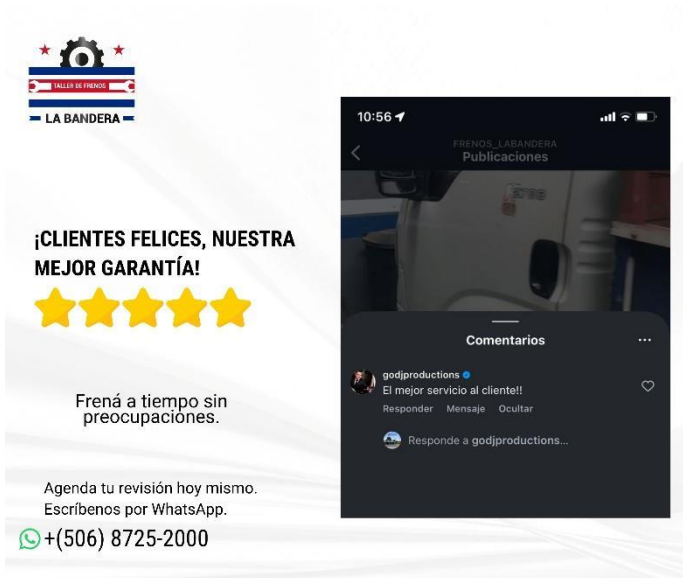 TALLER DE FRENOS
LA BANDERA
¡CLIENTES FELICES, NUESTRA
MEJOR GARANTÍA!
Frená a tiempo sin
preocupaciones.
Agenda tu revisión hoy mismo.
Escríbenos por WhatsApp.
+(506) 8725-2000
10:56
FRENOS_LABANDERA
Publicaciones
Comentarios
godjproductions
El mejor servicio al cliente!!
Responder Mensaje Ocultar
Responde a godjproductions...